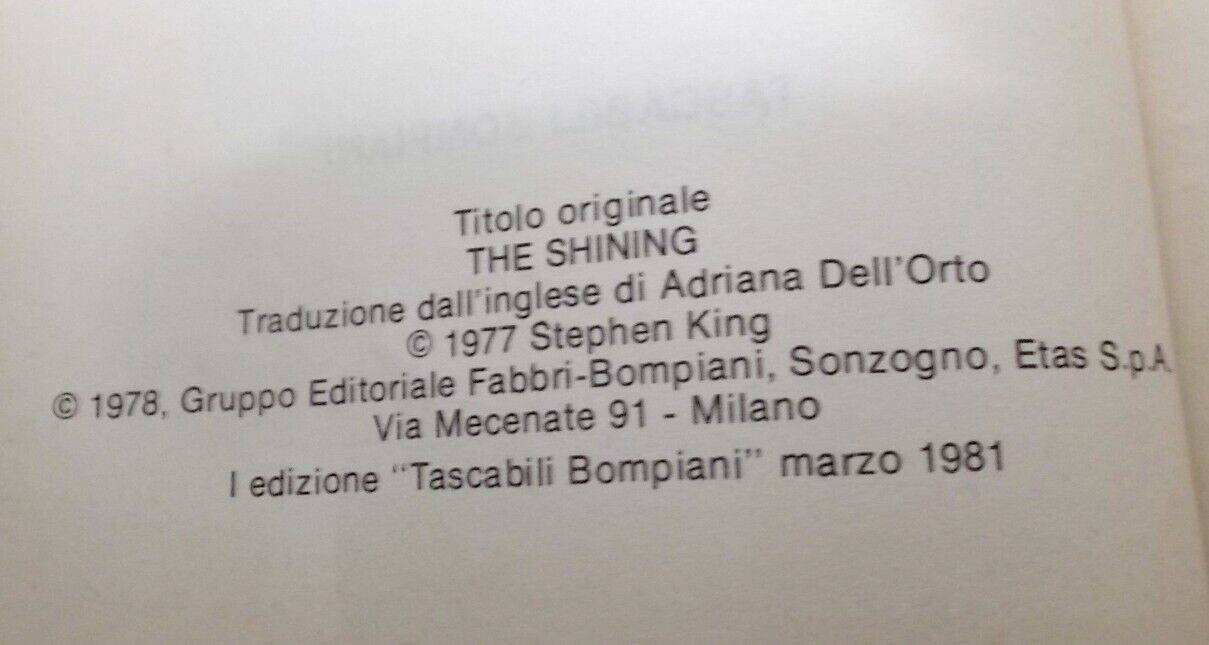 Titolo originale
THE SHINING
Traduzione dall'inglese di Adriana Dell'Orto
© 1977 Stephen King
© 1978, Gruppo Editoriale Fabbri-Bompiani, Sonzogno, Etas S.p.A.
Via Mecenate 91 - Milano
I edizione "Tascabili Bompiani" marzo 1981